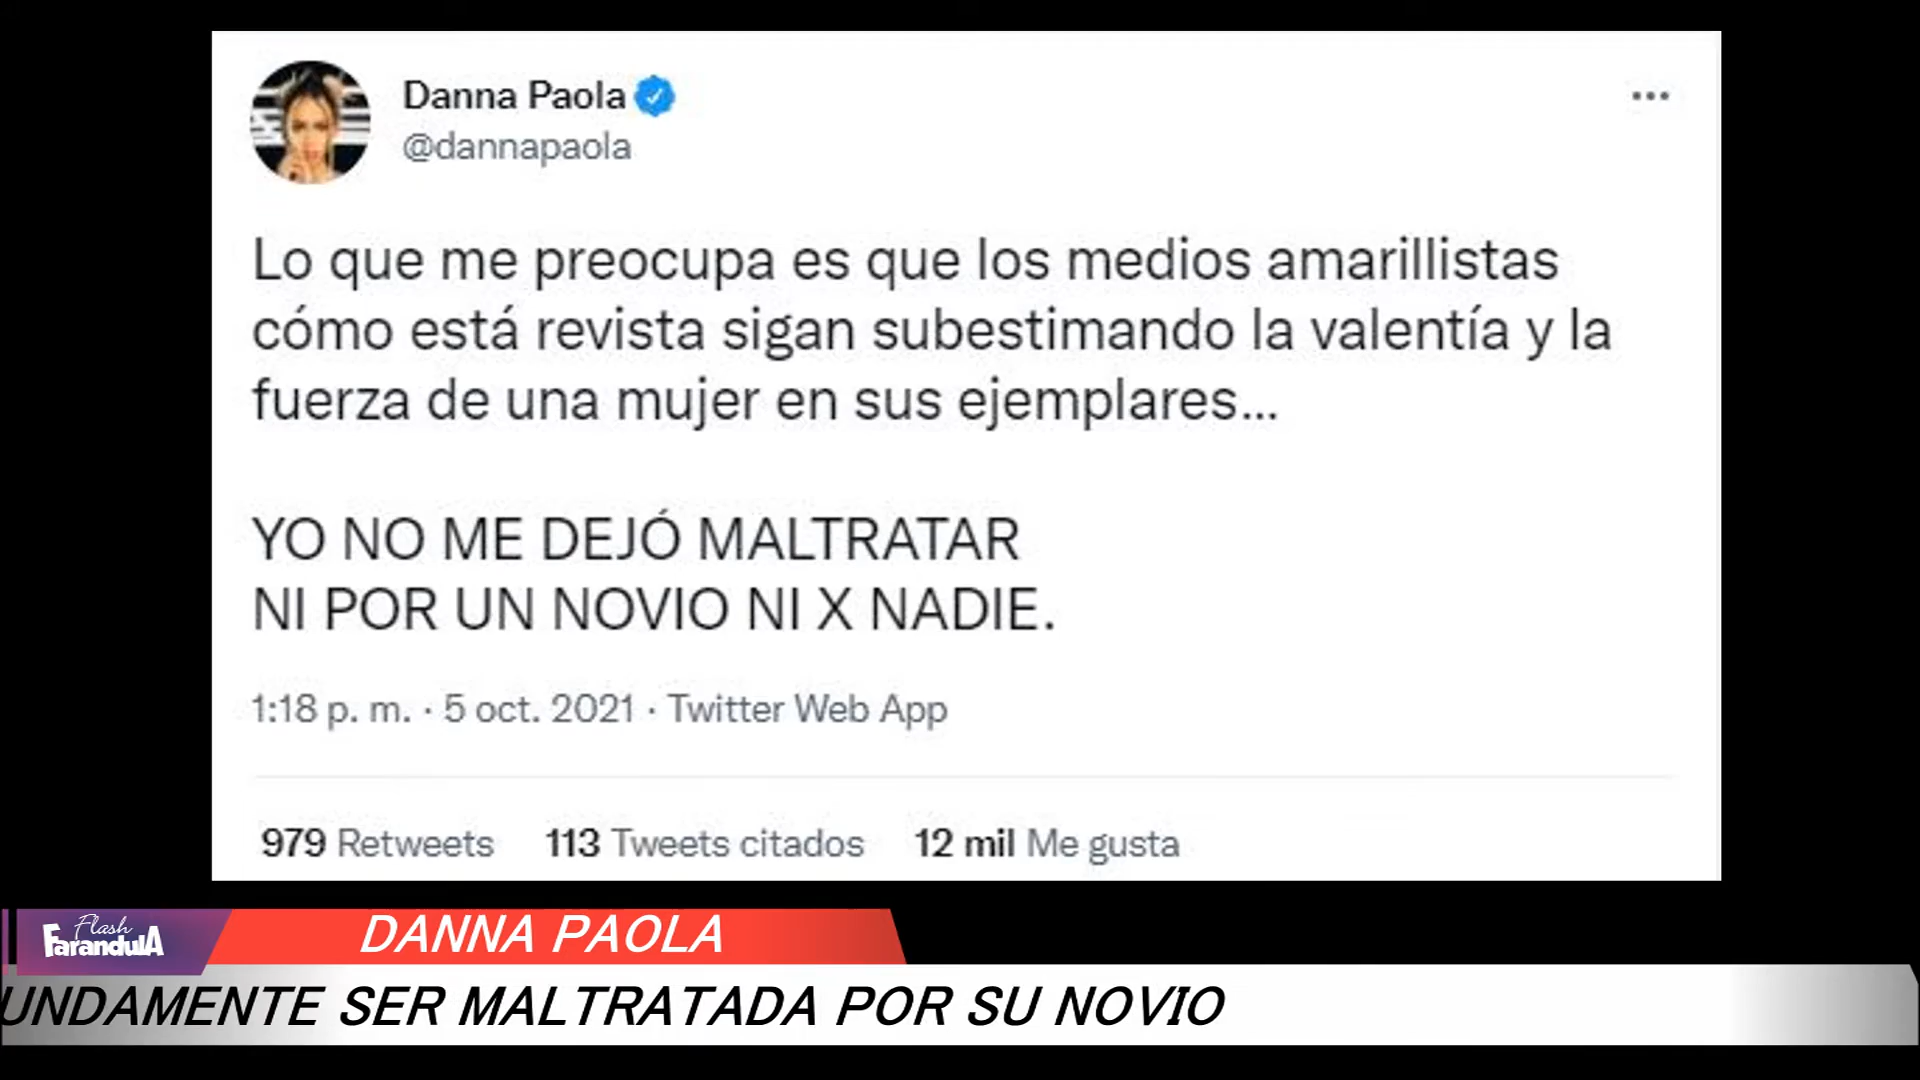 Danna Paola
@dannapaola
Lo que me preocupa es que los medios amarillistas
cómo está revista sigan subestimando la valentía y la
fuerza de una mujer en sus ejemplares...
YO NO ME DEJÓ MALTRATAR
NI POR UN NOVIO NI X NADIE.
1:18 p. m. · 5 oct. 2021 · Twitter Web App
979 Retweets 113 Tweets citados 12 mil Me gusta
Flash
FarandulA
DANNA PAOLA
UNDAMENTE SER MALTRATADA POR SU NOVIO